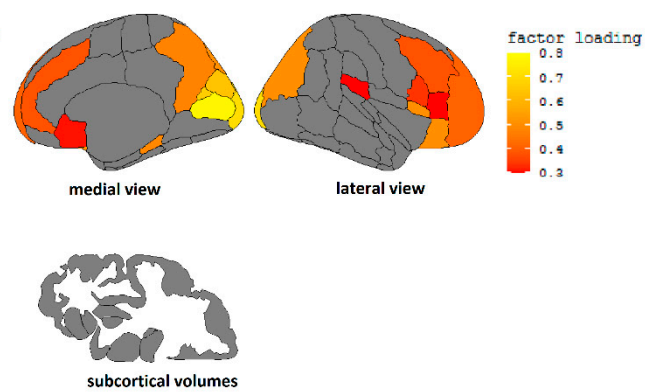 factor loading
0.8
0.7
0.6
0.5
0.4
0.3
medial view
lateral view
subcortical volumes